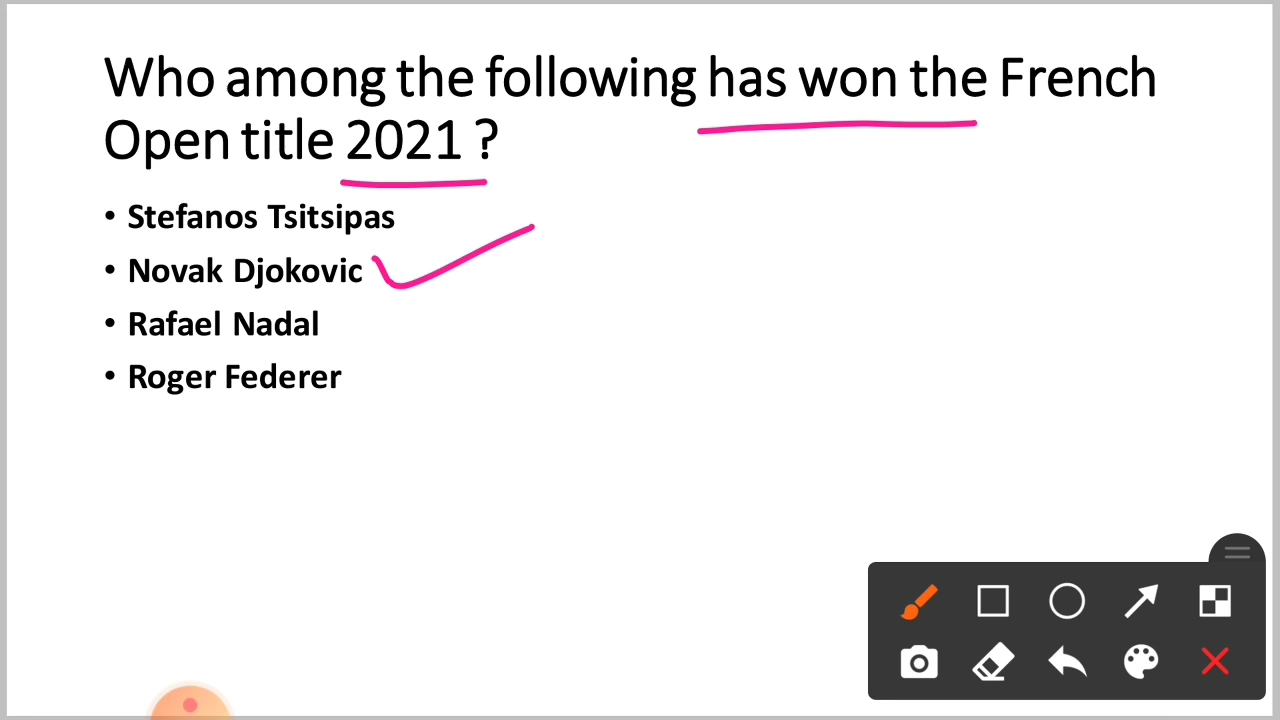 Who among the following has won the French
Open title 2021 ?
• Stefanos Tsitsipas
• Novak Djokovic
• Rafael Nadal
• Roger Federer